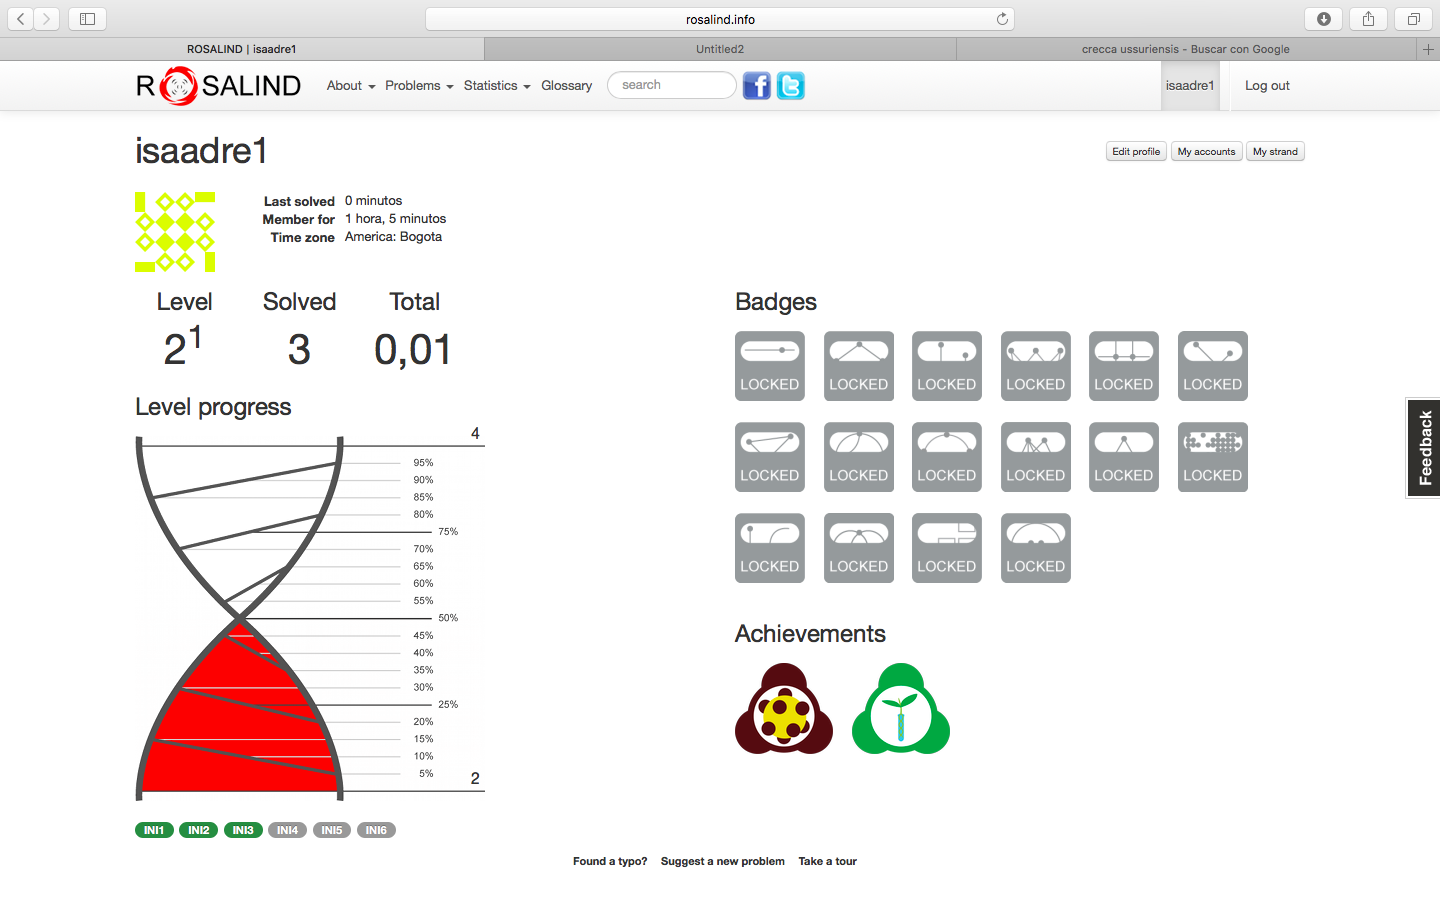 rosalind.info
ROSALIND | isaadre1
Untitled2
crecca ussuriensis - Buscar con Google
ROSALIND
About
Problems
Statistics
Glossary
search
isaadre1
Log out
isaadre1
Edit profile
My accounts
My strand
Last solved 0 minutos
Member for 1 hora, 5 minutos
Time zone America: Bogota
Level Solved Total
2^1 3 0,01
Level progress
4
95%
90%
85%
80%
75%
70%
65%
60%
55%
50%
45%
40%
35%
30%
25%
20%
15%
10%
5%
2
INI1 INI2 INI3 INI4 INI5 INI6
Badges
LOCKED LOCKED LOCKED LOCKED LOCKED LOCKED
LOCKED LOCKED LOCKED LOCKED LOCKED LOCKED
LOCKED LOCKED LOCKED LOCKED
Achievements
Feedback
Found a typo? Suggest a new problem Take a tour